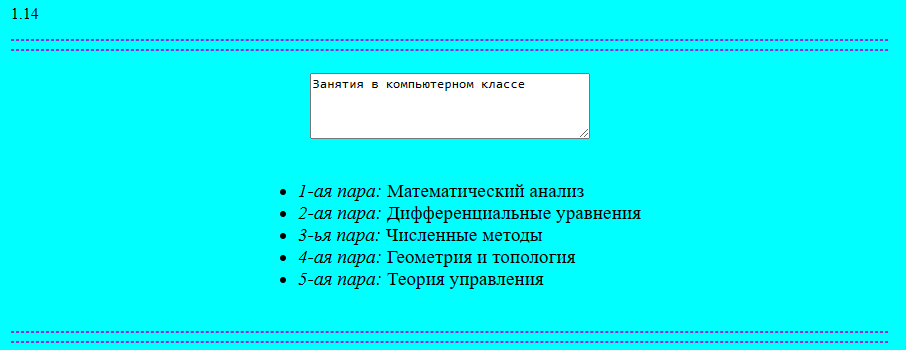 1.14
Занятия в компьютерном классе
1-ая пара: Математический анализ
2-ая пара: Дифференциальные уравнения
3-ья пара: Численные методы
4-ая пара: Геометрия и топология
5-ая пара: Теория управления